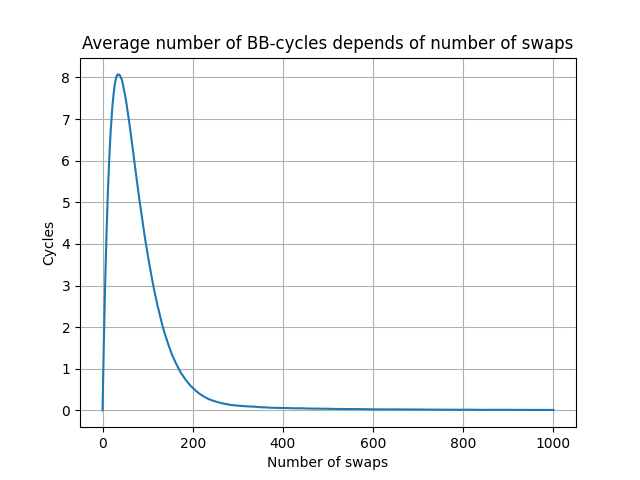 Average number of BB-cycles depends of number of swaps
8
7
6
5
4
3
2
1
0
Cycles
0 200 400 600 800 1000
Number of swaps